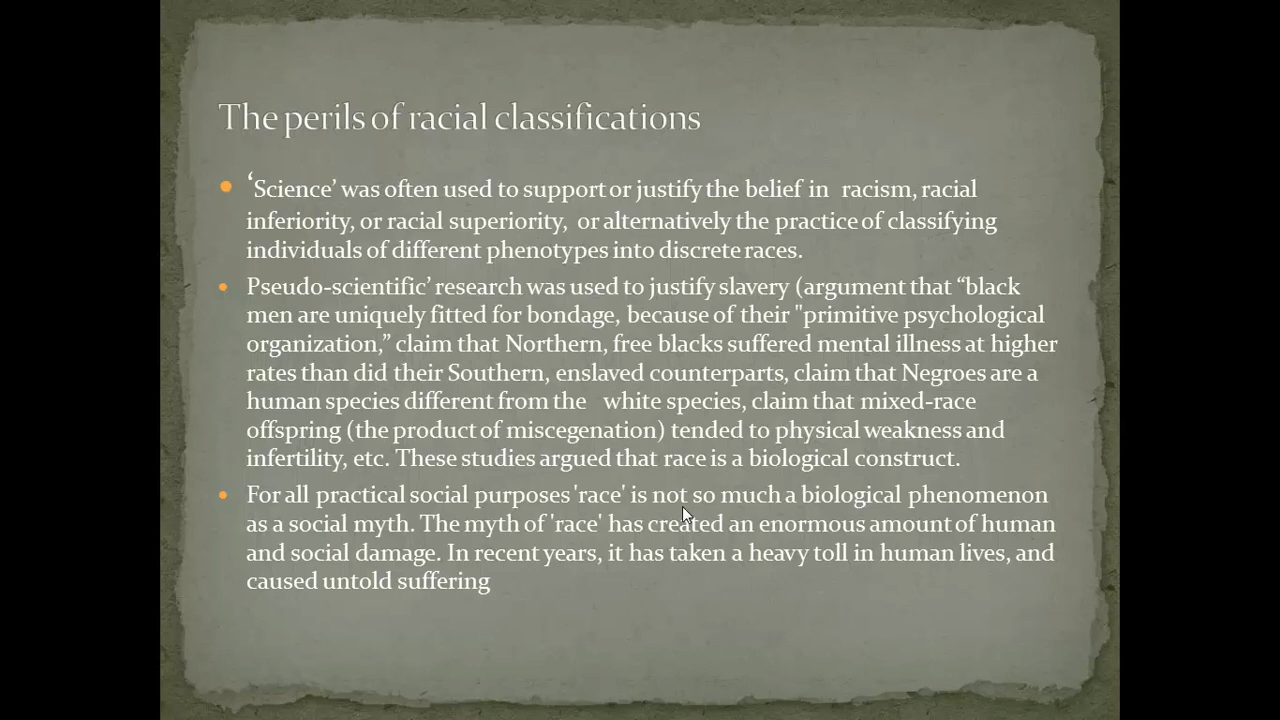 The perils of racial classifications
‘Science’ was often used to support or justify the belief in racism, racial
inferiority, or racial superiority, or alternatively the practice of classifying
individuals of different phenotypes into discrete races.
Pseudo-scientific’ research was used to justify slavery (argument that “black
men are uniquely fitted for bondage, because of their "primitive psychological
organization,” claim that Northern, free blacks suffered mental illness at higher
rates than did their Southern, enslaved counterparts, claim that Negroes are a
human species different from the white species, claim that mixed-race
offspring (the product of miscegenation) tended to physical weakness and
infertility, etc. These studies argued that race is a biological construct.
For all practical social purposes 'race' is not so much a biological phenomenon
as a social myth. The myth of 'race' has created an enormous amount of human
and social damage. In recent years, it has taken a heavy toll in human lives, and
caused untold suffering